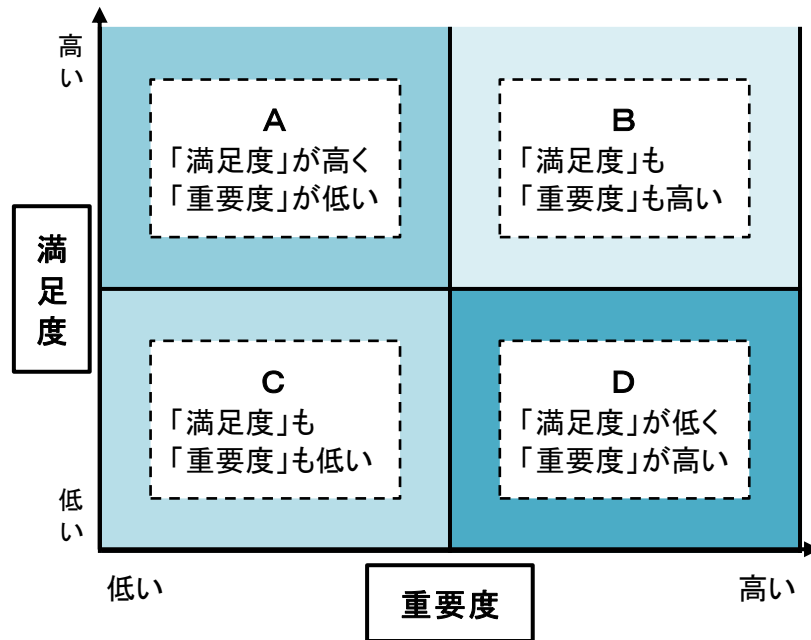 高い
A
「満足度」が高く
「重要度」が低い
B
「満足度」も
「重要度」も高い
満足度
C
「満足度」も
「重要度」も低い
D
「満足度」が低く
「重要度」が高い
低い
低い
重要度
高い